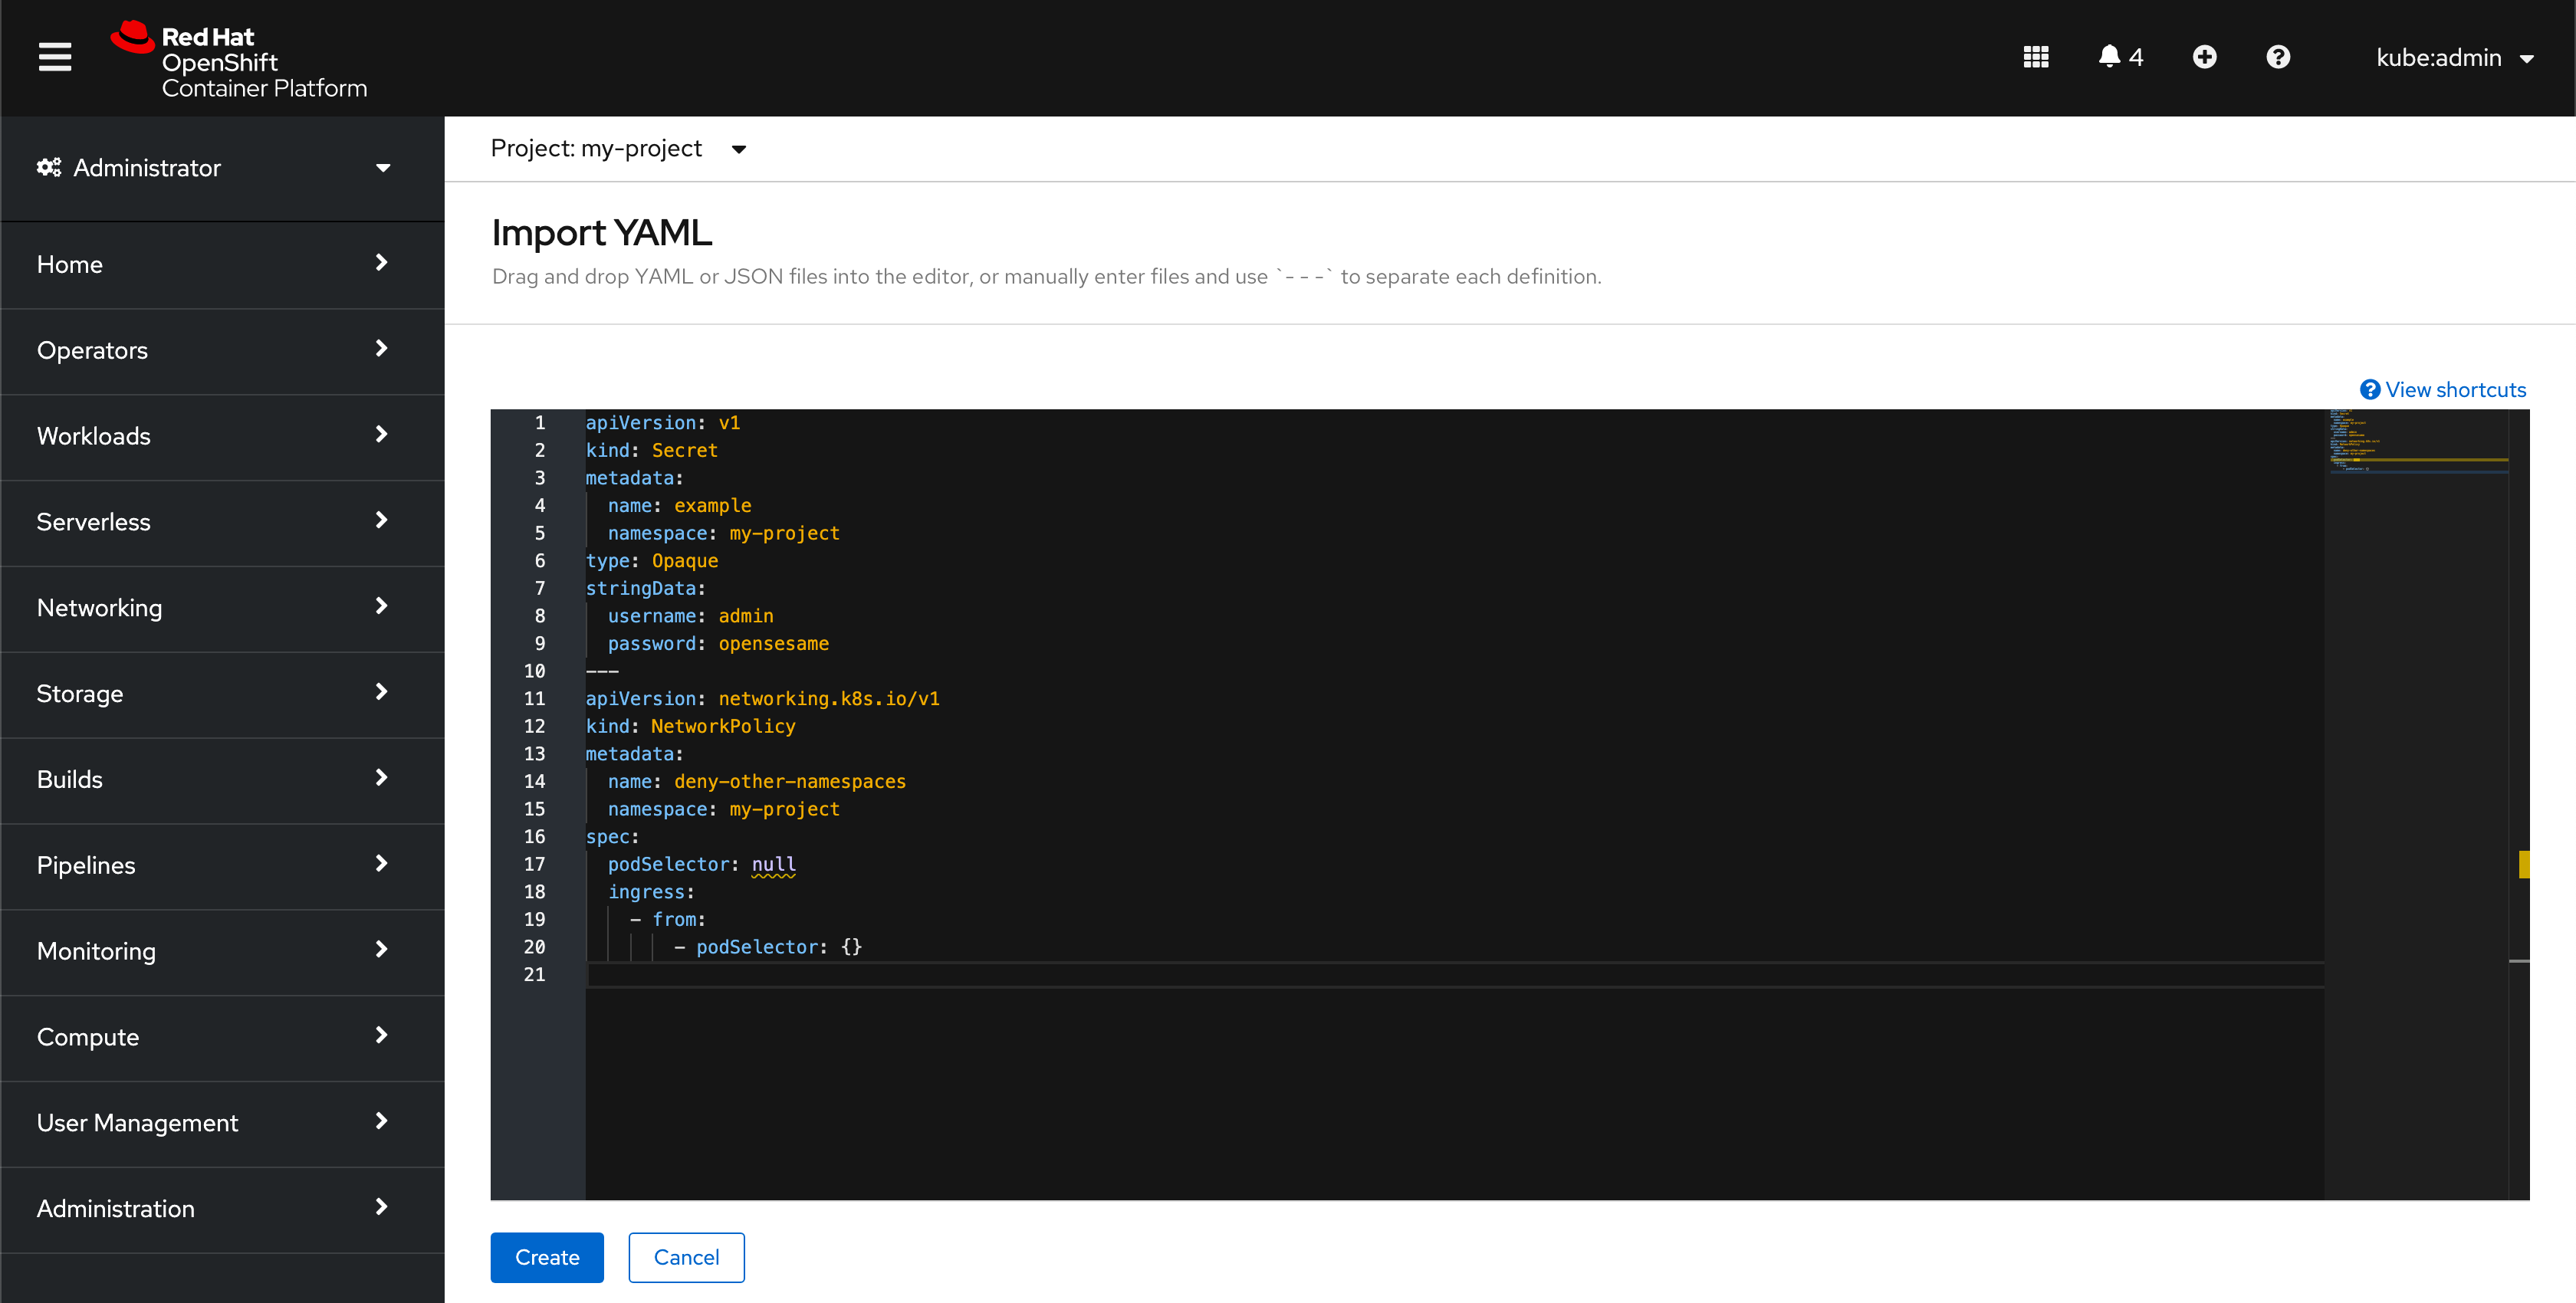 Red Hat
OpenShift
Container Platform
4
kube:admin
Administrator
Home
Operators
Workloads
Serverless
Networking
Storage
Builds
Pipelines
Monitoring
Compute
User Management
Administration
Project: my-project
Import YAML
Drag and drop YAML or JSON files into the editor, or manually enter files and use `---` to separate each definition.
View shortcuts
1 apiVersion: v1
2 kind: Secret
3 metadata:
4   name: example
5   namespace: my-project
6 type: Opaque
7 stringData:
8   username: admin
9   password: opensesame
10 ---
11 apiVersion: networking.k8s.io/v1
12 kind: NetworkPolicy
13 metadata:
14   name: deny-other-namespaces
15   namespace: my-project
16 spec:
17   podSelector: null
18   ingress:
19     - from:
20         - podSelector: {}
21
Create Cancel